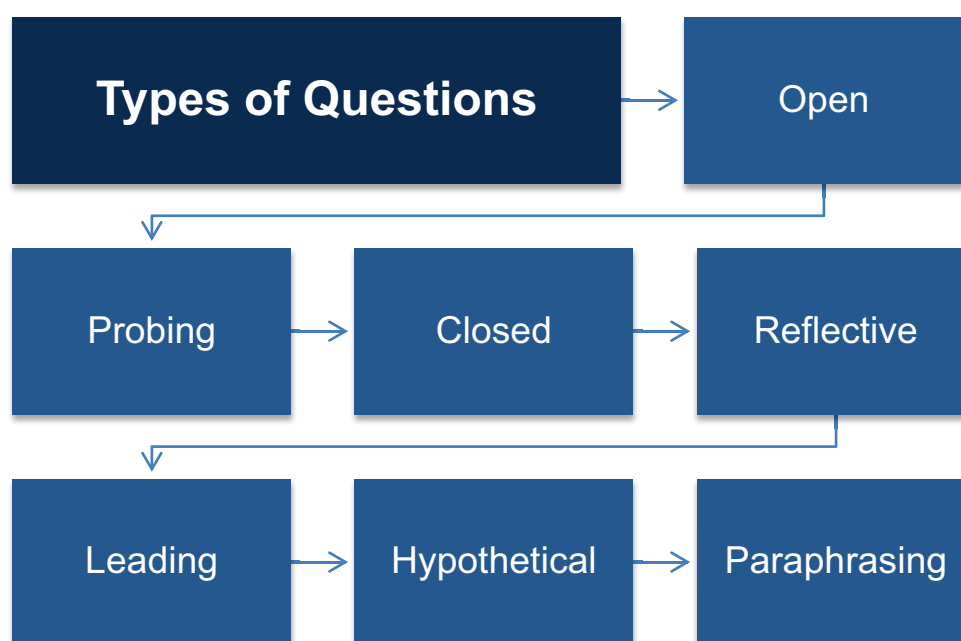 Types of Questions
Open
Probing
Closed
Reflective
Leading
Hypothetical
Paraphrasing